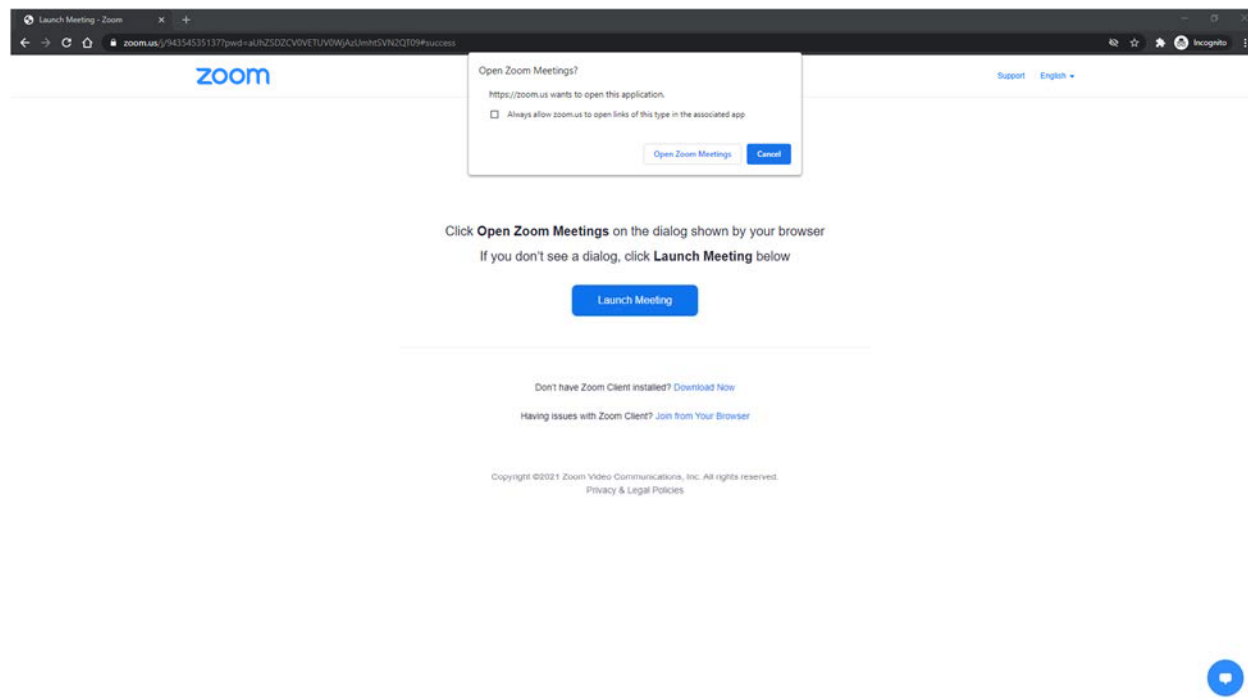 Launch Meeting - Zoom
zoom.us/j/94354535137?pwd=aUhZSDZCV0VETUV0WjAzUmhtSVN2QT09#success
Incognito
zoom
Support English
Open Zoom Meetings?
https://zoom.us wants to open this application.
Always allow zoom.us to open links of this type in the associated app
Open Zoom Meetings Cancel
Click Open Zoom Meetings on the dialog shown by your browser
If you don't see a dialog, click Launch Meeting below
Launch Meeting
Don't have Zoom Client installed? Download Now
Having issues with Zoom Client? Join from Your Browser
Copyright ©2021 Zoom Video Communications, Inc. All rights reserved.
Privacy & Legal Policies